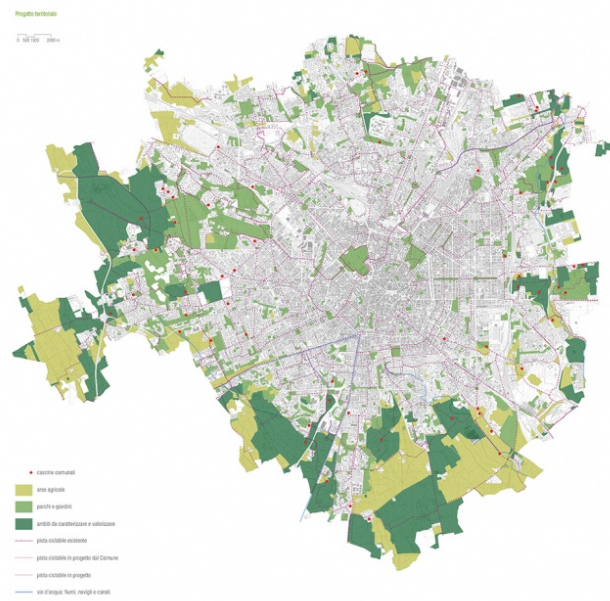 Progetto territoriale
0 500 1000 2000 m
cascine comunali
aree agricole
parchi e giardini
ambiti da caratterizzare e valorizzare
pista ciclabile esistente
pista ciclabile in progetto dal Comune
pista ciclabile in progetto
vie d'acqua: fiumi, navigli e canali